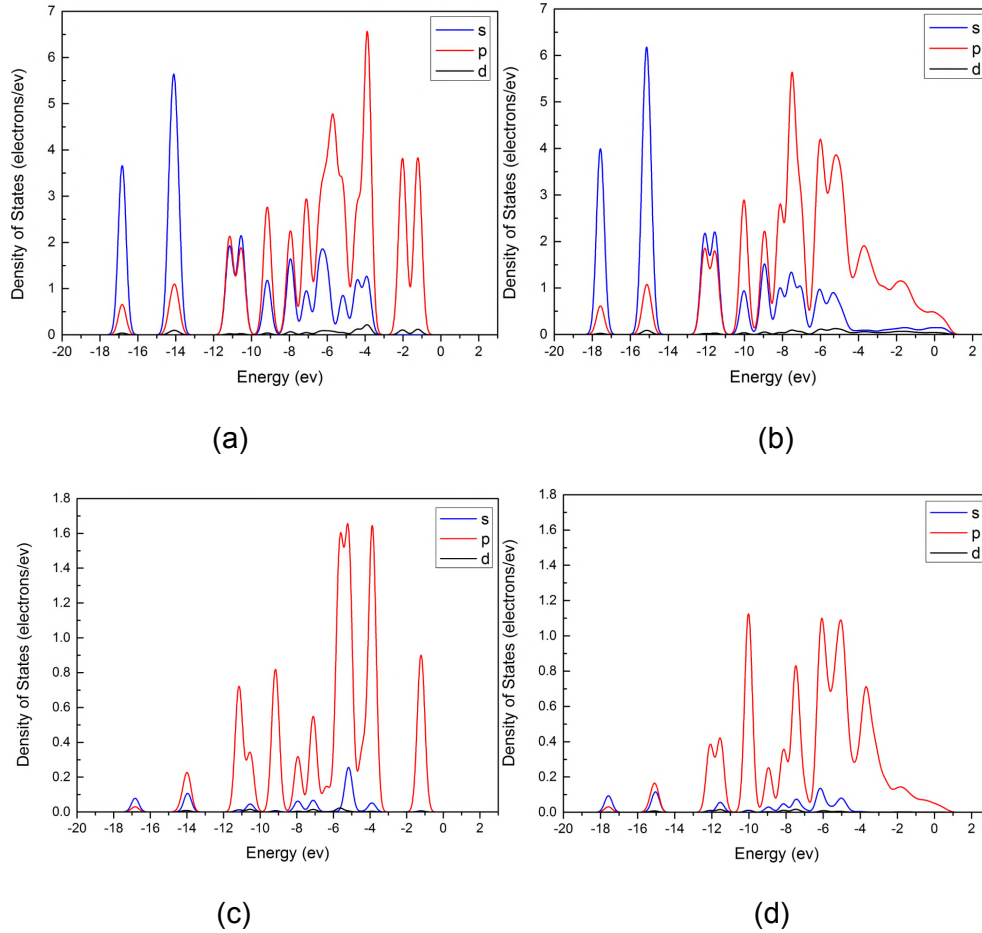 7
6
5
4
3
2
1
0
Density of States (electrons/ev)
s
p
d
-20 -18 -16 -14 -12 -10 -8 -6 -4 -2 0 2
Energy (ev)
(a)
7
6
5
4
3
2
1
0
Density of States (electrons/ev)
s
p
d
-20 -18 -16 -14 -12 -10 -8 -6 -4 -2 0 2
Energy (ev)
(b)
1.8
1.6
1.4
1.2
1.0
0.8
0.6
0.4
0.2
0.0
Density of States (electrons/ev)
s
p
d
-20 -18 -16 -14 -12 -10 -8 -6 -4 -2 0 2
Energy (ev)
(c)
1.8
1.6
1.4
1.2
1.0
0.8
0.6
0.4
0.2
0.0
Density of States (electrons/ev)
s
p
d
-20 -18 -16 -14 -12 -10 -8 -6 -4 -2 0 2
Energy (ev)
(d)